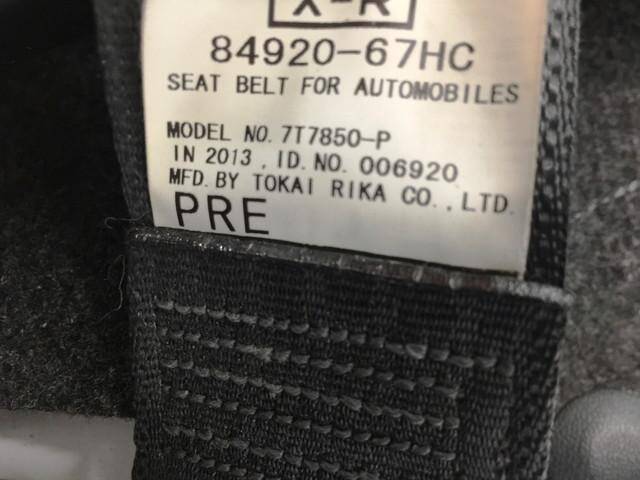 X-R
84920-67HC
SEAT BELT FOR AUTOMOBILES
MODEL NO. 7T7850-P
IN 2013 , ID. NO. 006920
MFD. BY TOKAI RIKA CO. , LTD.
PRE